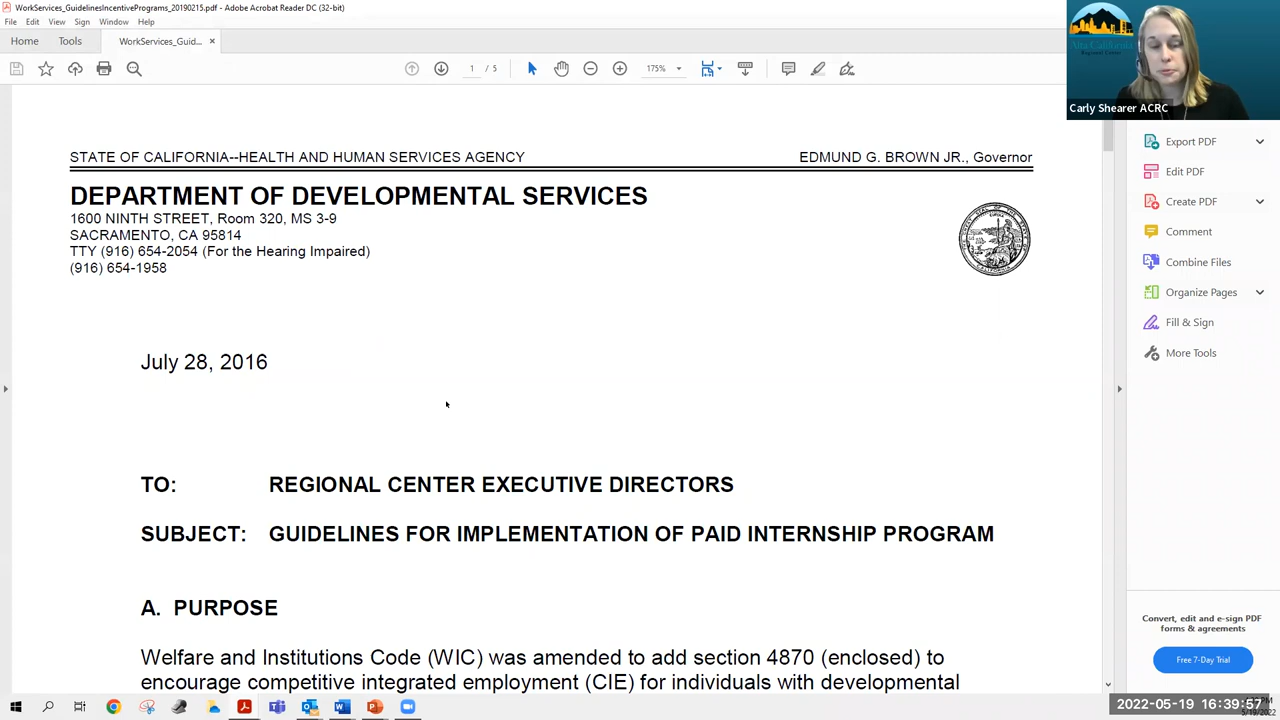 WorkServices_GuidelinesIncentivePrograms_20190215.pdf - Adobe Acrobat Reader DC (32-bit)
File Edit View Sign Window Help
Home Tools WorkServices_Guid... ×
1 / 5 175%
Alta California
Carly Shearer ACRC
STATE OF CALIFORNIA--HEALTH AND HUMAN SERVICES AGENCY EDMUND G. BROWN JR., Governor
DEPARTMENT OF DEVELOPMENTAL SERVICES
1600 NINTH STREET, Room 320, MS 3-9
SACRAMENTO, CA 95814
TTY (916) 654-2054 (For the Hearing Impaired)
(916) 654-1958
July 28, 2016
TO: REGIONAL CENTER EXECUTIVE DIRECTORS
SUBJECT: GUIDELINES FOR IMPLEMENTATION OF PAID INTERNSHIP PROGRAM
A. PURPOSE
Welfare and Institutions Code (WIC) was amended to add section 4870 (enclosed) to
encourage competitive integrated employment (CIE) for individuals with developmental
Export PDF
Edit PDF
Create PDF
Comment
Combine Files
Organize Pages
Fill & Sign
More Tools
Convert, edit and e-sign PDF
forms & agreements
Free 7-Day Trial
2022-05-19 16:39:57
5/19/2022